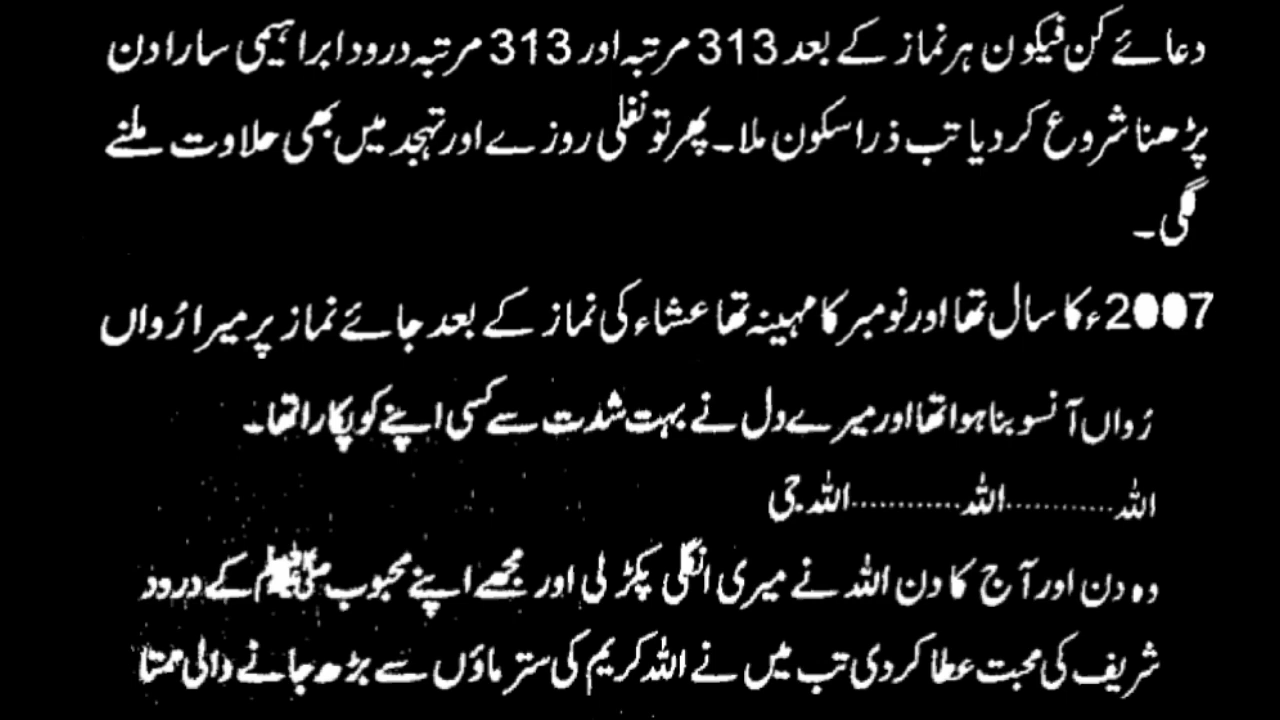 دعائے کن فیکون ہر نماز کے بعد 313 مرتبہ اور 313 مرتبہ درود ابراہیمی سارا دن
پڑھنا شروع کر دیا تب ذرا سکون ملا۔ پھر تو نفلی روزے اور تہجد میں بھی حلاوت ملنے
لگی۔
2007ء کا سال تھا اور نومبر کا مہینہ تھا عشاء کی نماز کے بعد جائے نماز پر میرا رُواں
رُواں آنسو بنا ہوا تھا اور میرے دل نے بہت شدت سے کسی اپنے کو پکارا تھا۔
اللہ............اللہ............اللہ جی
وہ دن اور آج کا دن اللہ نے میری انگلی پکڑ لی اور مجھے اپنے محبوب ﷺ کے درود
شریف کی محبت عطا کر دی تب میں نے اللہ کریم کی ستر ماؤں سے بڑھ جانے والی ممتا